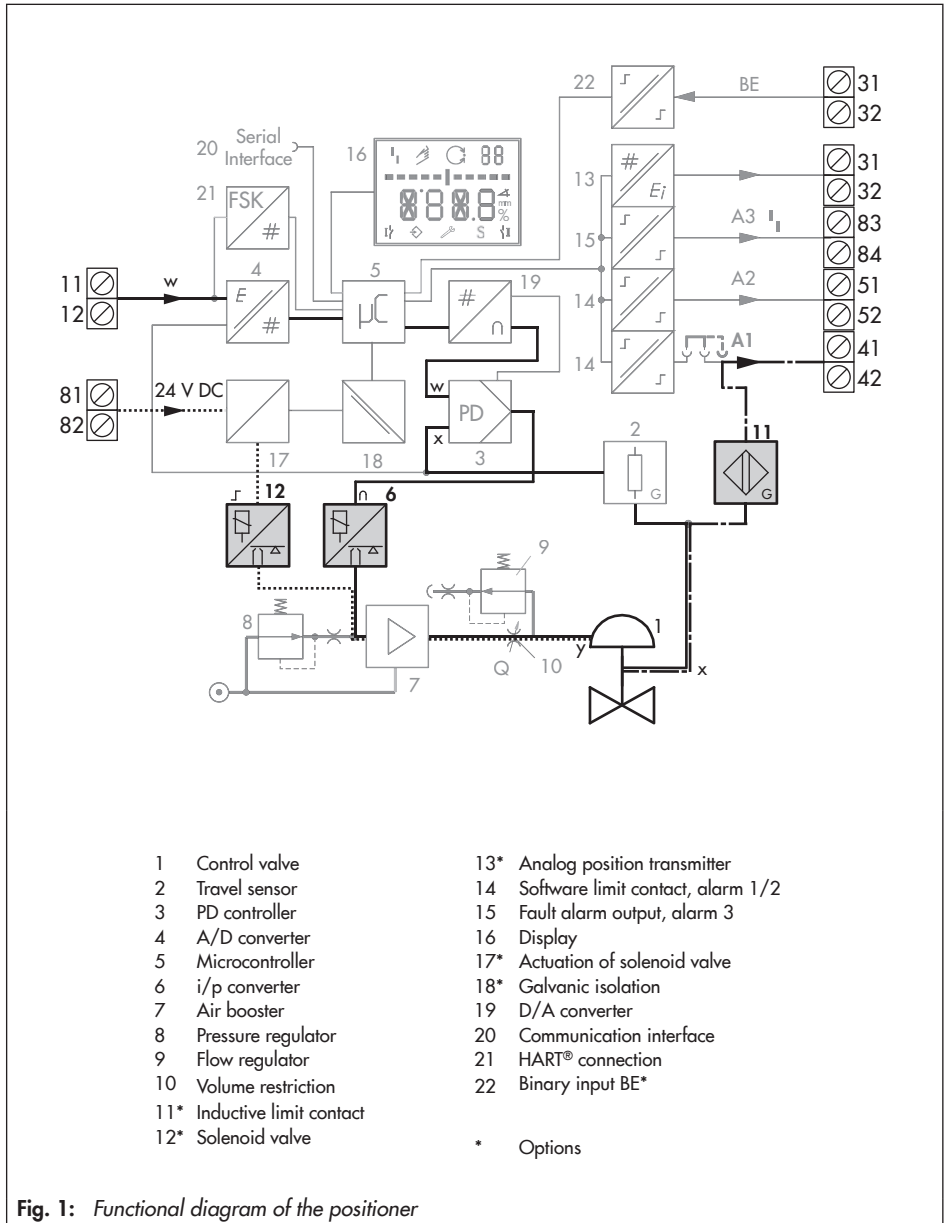 22
BE
31
32
20
Serial
Interface
16
88
mm
%
S
21
FSK
#
13
#
Ei
31
32
15
A3
83
84
14
A2
51
52
14
A1
41
42
11
12
w
4
E
#
5
µC
19
#
∩
81
82
24 V DC
17
18
w
PD
x
3
2
G
11
G
12
∩
6
8
7
9
Q
10
y
1
x
1 Control valve
2 Travel sensor
3 PD controller
4 A/D converter
5 Microcontroller
6 i/p converter
7 Air booster
8 Pressure regulator
9 Flow regulator
10 Volume restriction
11* Inductive limit contact
12* Solenoid valve
13* Analog position transmitter
14 Software limit contact, alarm 1/2
15 Fault alarm output, alarm 3
16 Display
17* Actuation of solenoid valve
18* Galvanic isolation
19 D/A converter
20 Communication interface
21 HART® connection
22 Binary input BE*
* Options
Fig. 1: Functional diagram of the positioner